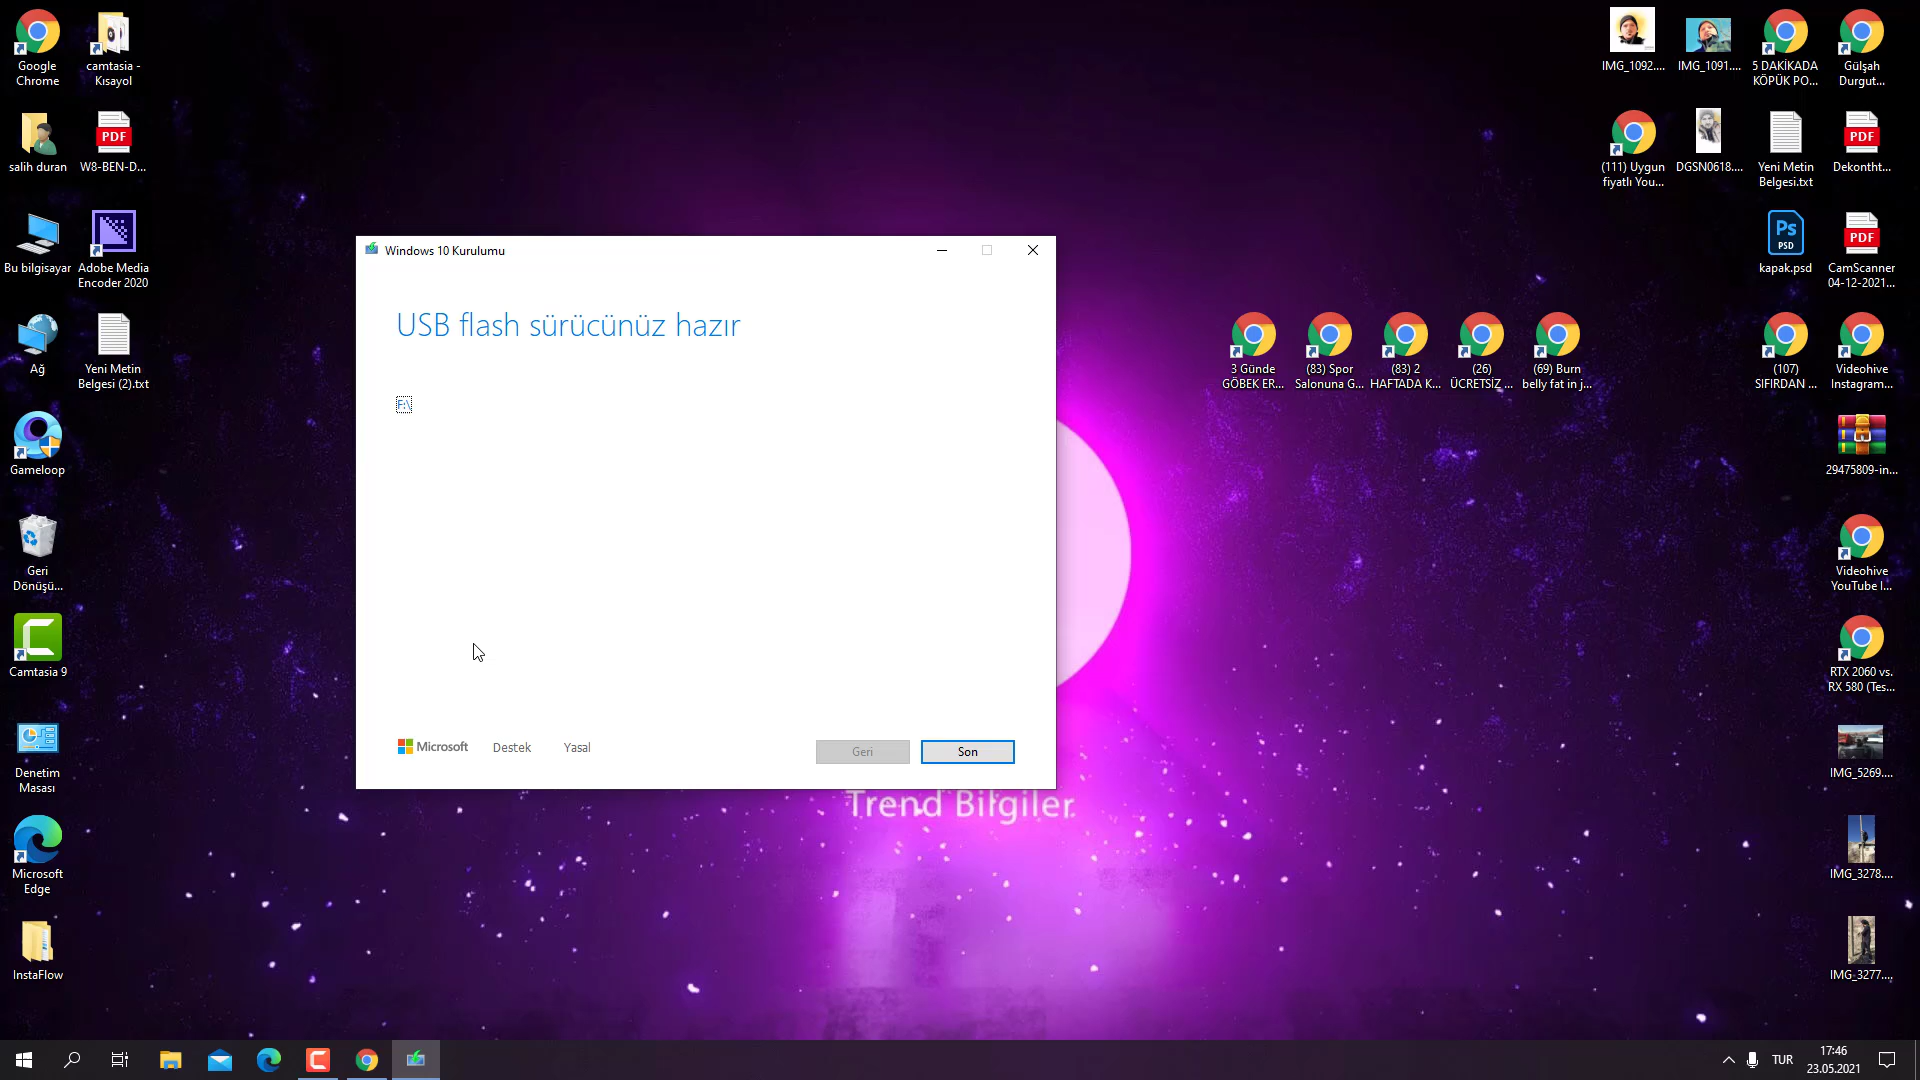 Google
Chrome
camtasia -
Kısayol
salih duran
PDF
W8-BEN-D...
Bu bilgisayar
Adobe Media
Encoder 2020
Ağ
Yeni Metin
Belgesi (2).txt
Gameloop
Geri
Dönüşü...
Camtasia 9
Denetim
Masası
Microsoft
Edge
InstaFlow
Windows 10 Kurulumu
USB flash sürücünüz hazır
F:\
Microsoft
Destek
Yasal
Geri
Son
Trend Bilgiler
3 Günde
GÖBEK ER...
(83) Spor
Salonuna G...
(83) 2
HAFTADA K...
(26)
ÜCRETSİZ ...
(69) Burn
belly fat in j...
IMG_1092....
IMG_1091....
5 DAKİKADA
KÖPÜK PO...
Gülşah
Durgut...
(111) Uygun
fiyatlı You...
DGSN0618....
Yeni Metin
Belgesi.txt
PDF
Dekontht...
Ps
PSD
kapak.psd
PDF
CamScanner
04-12-2021...
(107)
SIFIRDAN ...
Videohive
Instagram...
29475809-in...
Videohive
YouTube I...
RTX 2060 vs.
RX 580 (Tes...
IMG_5269....
IMG_3278....
IMG_3277....
TUR
17:46
23.05.2021